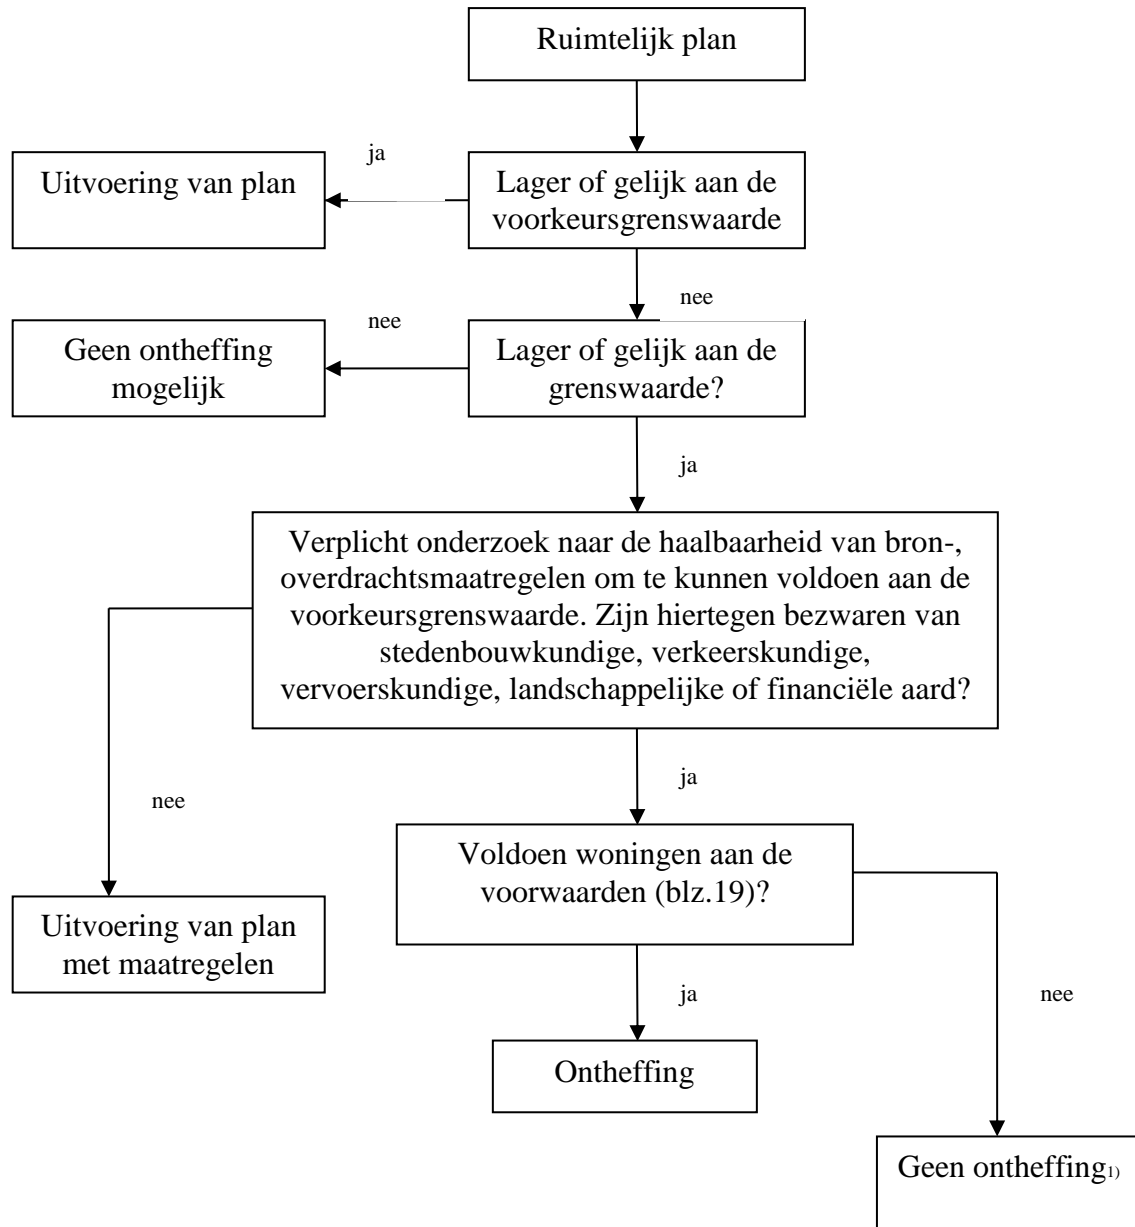 Ruimtelijk plan
ja
Uitvoering van plan
Lager of gelijk aan de
voorkeursgrenswaarde
nee
nee
Geen ontheffing
mogelijk
Lager of gelijk aan de
grenswaarde?
ja
Verplicht onderzoek naar de haalbaarheid van bron-,
overdrachtsmaatregelen om te kunnen voldoen aan de
voorkeursgrenswaarde. Zijn hiertegen bezwaren van
stedenbouwkundige, verkeerskundige,
vervoerskundige, landschappelijke of financiële aard?
ja
nee
Voldoen woningen aan de
voorwaarden (blz.19)?
Uitvoering van plan
met maatregelen
ja
nee
Ontheffing
Geen ontheffing1)